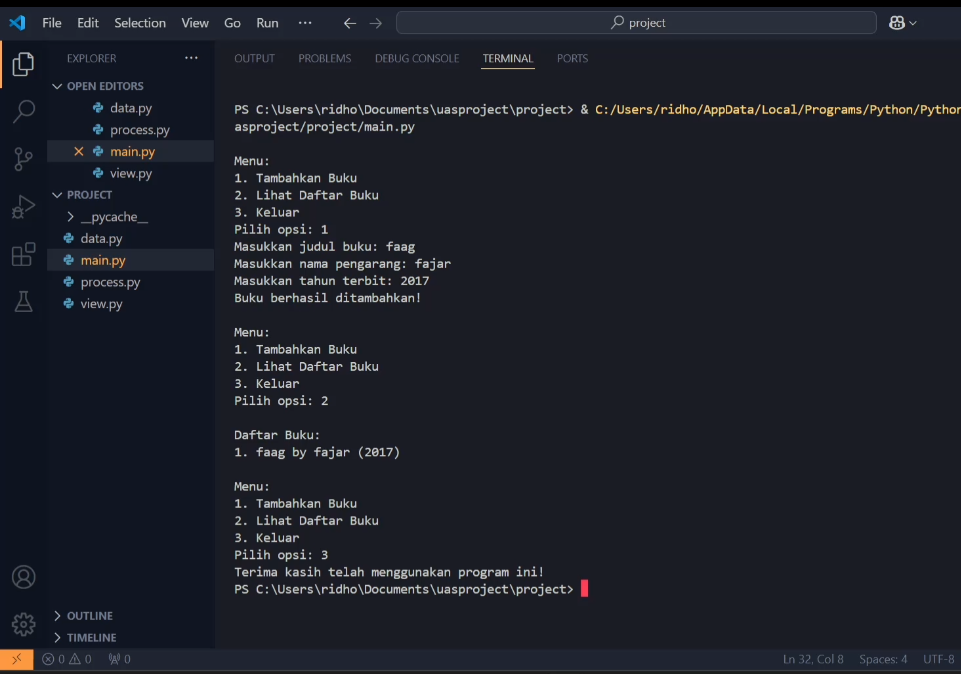 File Edit Selection View Go Run ···
project
EXPLORER ···
OPEN EDITORS
data.py
process.py
main.py
view.py
PROJECT
__pycache__
data.py
main.py
process.py
view.py
OUTLINE
TIMELINE
OUTPUT PROBLEMS DEBUG CONSOLE TERMINAL PORTS
PS C:\Users\ridho\Documents\uasproject\project> & C:/Users/ridho/AppData/Local/Programs/Python/Python
asproject/project/main.py
Menu:
1. Tambahkan Buku
2. Lihat Daftar Buku
3. Keluar
Pilih opsi: 1
Masukkan judul buku: faag
Masukkan nama pengarang: fajar
Masukkan tahun terbit: 2017
Buku berhasil ditambahkan!
Menu:
1. Tambahkan Buku
2. Lihat Daftar Buku
3. Keluar
Pilih opsi: 2
Daftar Buku:
1. faag by fajar (2017)
Menu:
1. Tambahkan Buku
2. Lihat Daftar Buku
3. Keluar
Pilih opsi: 3
Terima kasih telah menggunakan program ini!
PS C:\Users\ridho\Documents\uasproject\project>
0 0 0 Ln 32, Col 8 Spaces: 4 UTF-8